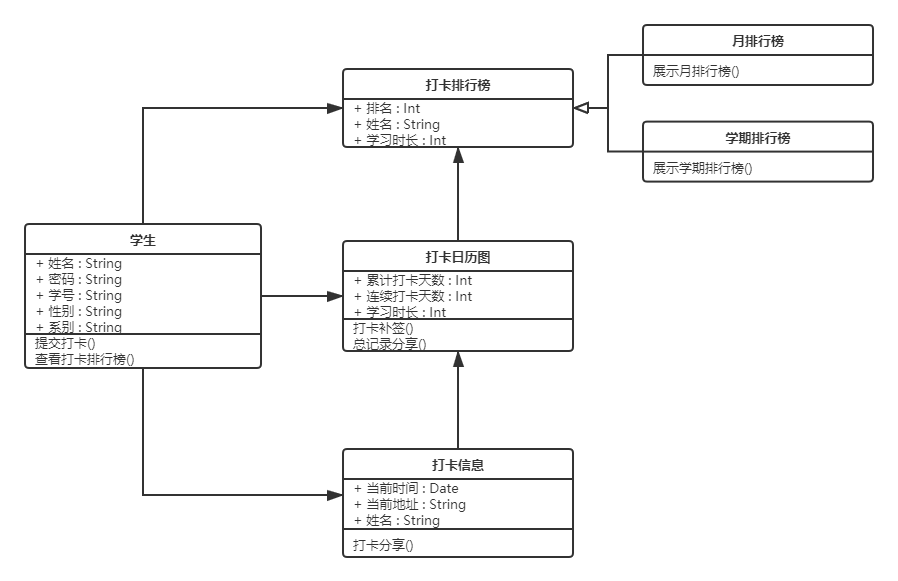 月排行榜
展示月排行榜()
打卡排行榜
+ 排名 : Int
+ 姓名 : String
+ 学习时长 : Int
学期排行榜
展示学期排行榜()
学生
+ 姓名 : String
+ 密码 : String
+ 学号 : String
+ 性别 : String
+ 系别 : String
提交打卡()
查看打卡排行榜()
打卡日历图
+ 累计打卡天数 : Int
+ 连续打卡天数 : Int
+ 学习时长 : Int
打卡补签()
总记录分享()
打卡信息
+ 当前时间 : Date
+ 当前地址 : String
+ 姓名 : String
打卡分享()